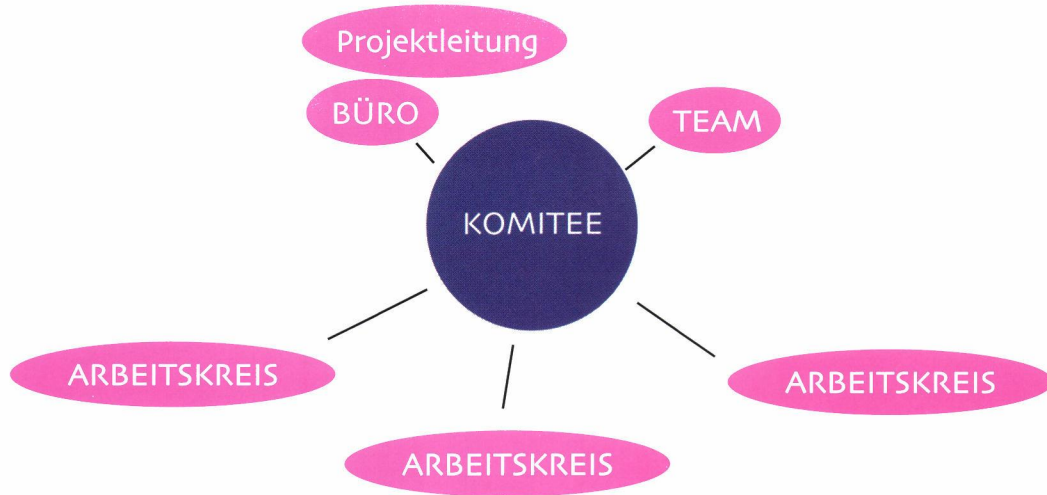 Projektleitung
BÜRO
TEAM
KOMITEE
ARBEITSKREIS
ARBEITSKREIS
ARBEITSKREIS